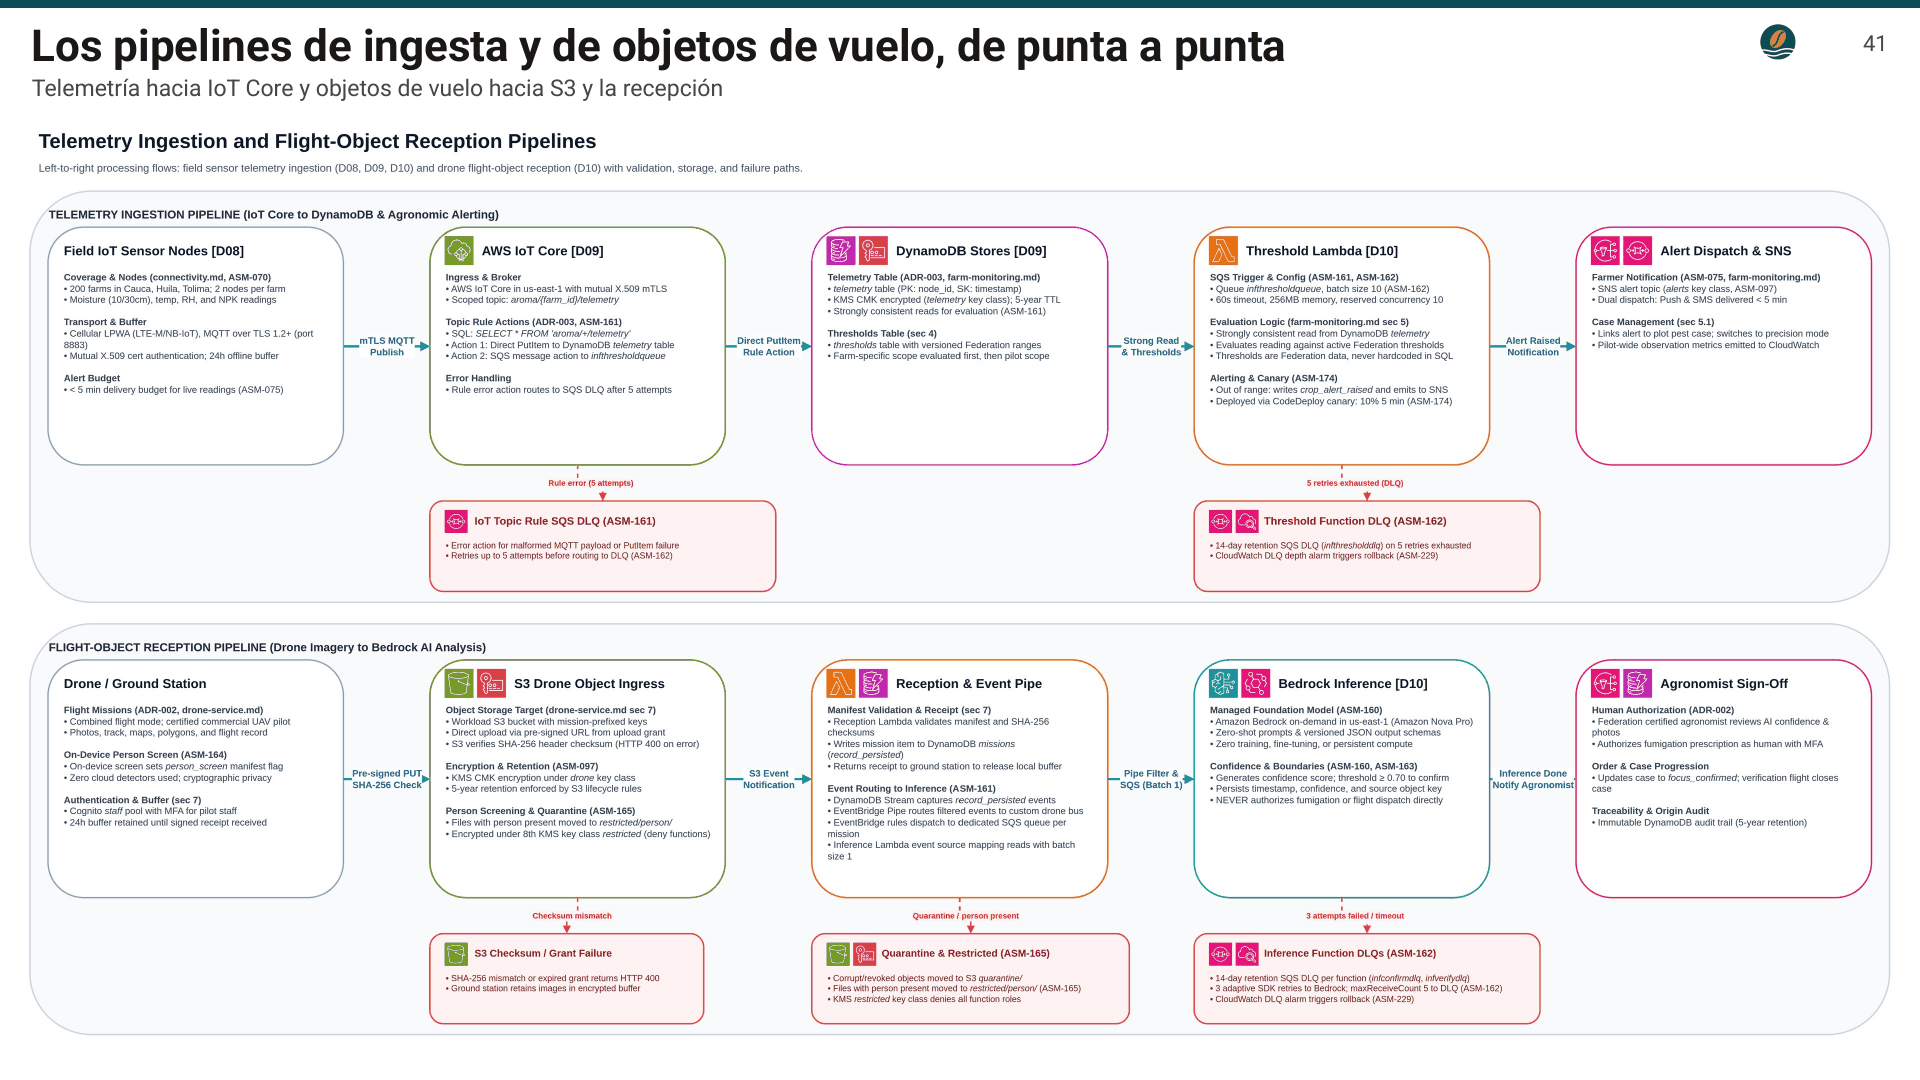 Los pipelines de ingesta y de objetos de vuelo, de punta a punta
41
Telemetría hacia IoT Core y objetos de vuelo hacia S3 y la recepción
Telemetry Ingestion and Flight-Object Reception Pipelines
Left-to-right processing flows: field sensor telemetry ingestion (D08, D09, D10) and drone flight-object reception (D10) with validation, storage, and failure paths.
TELEMETRY INGESTION PIPELINE (IoT Core to DynamoDB & Agronomic Alerting)
Field IoT Sensor Nodes [D08]
Coverage & Nodes (connectivity.md, ASM-070)
• 200 farms in Cauca, Huila, Tolima; 2 nodes per farm
• Moisture (10/30cm), temp, RH, and NPK readings
Transport & Buffer
• Cellular LPWA (LTE-M/NB-IoT), MQTT over TLS 1.2+ (port
8883)
• Mutual X.509 cert authentication; 24h offline buffer
Alert Budget
• < 5 min delivery budget for live readings (ASM-075)
mTLS MQTT
Publish
AWS IoT Core [D09]
Ingress & Broker
• AWS IoT Core in us-east-1 with mutual X.509 mTLS
• Scoped topic: aroma/{farm_id}/telemetry
Topic Rule Actions (ADR-003, ASM-161)
• SQL: SELECT * FROM 'aroma/+/telemetry'
• Action 1: Direct PutItem to DynamoDB telemetry table
• Action 2: SQS message action to infthresholdqueue
Error Handling
• Rule error action routes to SQS DLQ after 5 attempts
Direct PutItem
Rule Action
DynamoDB Stores [D09]
Telemetry Table (ADR-003, farm-monitoring.md)
• telemetry table (PK: node_id, SK: timestamp)
• KMS CMK encrypted (telemetry key class); 5-year TTL
• Strongly consistent reads for evaluation (ASM-161)
Thresholds Table (sec 4)
• thresholds table with versioned Federation ranges
• Farm-specific scope evaluated first, then pilot scope
Strong Read
& Thresholds
Threshold Lambda [D10]
SQS Trigger & Config (ASM-161, ASM-162)
• Queue infthresholdqueue, batch size 10 (ASM-162)
• 60s timeout, 256MB memory, reserved concurrency 10
Evaluation Logic (farm-monitoring.md sec 5)
• Strongly consistent read from DynamoDB telemetry
• Evaluates reading against active Federation thresholds
• Thresholds are Federation data, never hardcoded in SQL
Alerting & Canary (ASM-174)
• Out of range: writes crop_alert_raised and emits to SNS
• Deployed via CodeDeploy canary: 10% 5 min (ASM-174)
Alert Raised
Notification
Alert Dispatch & SNS
Farmer Notification (ASM-075, farm-monitoring.md)
• SNS alert topic (alerts key class, ASM-097)
• Dual dispatch: Push & SMS delivered < 5 min
Case Management (sec 5.1)
• Links alert to plot pest case; switches to precision mode
• Pilot-wide observation metrics emitted to CloudWatch
Rule error (5 attempts)
IoT Topic Rule SQS DLQ (ASM-161)
• Error action for malformed MQTT payload or PutItem failure
• Retries up to 5 attempts before routing to DLQ (ASM-162)
5 retries exhausted (DLQ)
Threshold Function DLQ (ASM-162)
• 14-day retention SQS DLQ (infthresholddlq) on 5 retries exhausted
• CloudWatch DLQ depth alarm triggers rollback (ASM-229)
FLIGHT-OBJECT RECEPTION PIPELINE (Drone Imagery to Bedrock AI Analysis)
Drone / Ground Station
Flight Missions (ADR-002, drone-service.md)
• Combined flight mode; certified commercial UAV pilot
• Photos, track, maps, polygons, and flight record
On-Device Person Screen (ASM-164)
• On-device screen sets person_screen manifest flag
• Zero cloud detectors used; cryptographic privacy
Authentication & Buffer (sec 7)
• Cognito staff pool with MFA for pilot staff
• 24h buffer retained until signed receipt received
Pre-signed PUT
SHA-256 Check
S3 Drone Object Ingress
Object Storage Target (drone-service.md sec 7)
• Workload S3 bucket with mission-prefixed keys
• Direct upload via pre-signed URL from upload grant
• S3 verifies SHA-256 header checksum (HTTP 400 on error)
Encryption & Retention (ASM-097)
• KMS CMK encryption under drone key class
• 5-year retention enforced by S3 lifecycle rules
Person Screening & Quarantine (ASM-165)
• Files with person present moved to restricted/person/
• Encrypted under 8th KMS key class restricted (deny functions)
S3 Event
Notification
Reception & Event Pipe
Manifest Validation & Receipt (sec 7)
• Reception Lambda validates manifest and SHA-256
checksums
• Writes mission item to DynamoDB missions
(record_persisted)
• Returns receipt to ground station to release local buffer
Event Routing to Inference (ASM-161)
• DynamoDB Stream captures record_persisted events
• EventBridge Pipe routes filtered events to custom drone bus
• EventBridge rules dispatch to dedicated SQS queue per
mission
• Inference Lambda event source mapping reads with batch
size 1
Pipe Filter &
SQS (Batch 1)
Bedrock Inference [D10]
Managed Foundation Model (ASM-160)
• Amazon Bedrock on-demand in us-east-1 (Amazon Nova Pro)
• Zero-shot prompts & versioned JSON output schemas
• Zero training, fine-tuning, or persistent compute
Confidence & Boundaries (ASM-160, ASM-163)
• Generates confidence score; threshold ≥ 0.70 to confirm
• Persists timestamp, confidence, and source object key
• NEVER authorizes fumigation or flight dispatch directly
Inference Done
Notify Agronomist
Agronomist Sign-Off
Human Authorization (ADR-002)
• Federation certified agronomist reviews AI confidence &
photos
• Authorizes fumigation prescription as human with MFA
Order & Case Progression
• Updates case to focus_confirmed; verification flight closes
case
Traceability & Origin Audit
• Immutable DynamoDB audit trail (5-year retention)
Checksum mismatch
S3 Checksum / Grant Failure
• SHA-256 mismatch or expired grant returns HTTP 400
• Ground station retains images in encrypted buffer
Quarantine / person present
Quarantine & Restricted (ASM-165)
• Corrupt/revoked objects moved to S3 quarantine/
• Files with person present moved to restricted/person/ (ASM-165)
• KMS restricted key class denies all function roles
3 attempts failed / timeout
Inference Function DLQs (ASM-162)
• 14-day retention SQS DLQ per function (infconfirmdlq, infverifydlq)
• 3 adaptive SDK retries to Bedrock; maxReceiveCount 5 to DLQ (ASM-162)
• CloudWatch DLQ alarm triggers rollback (ASM-229)